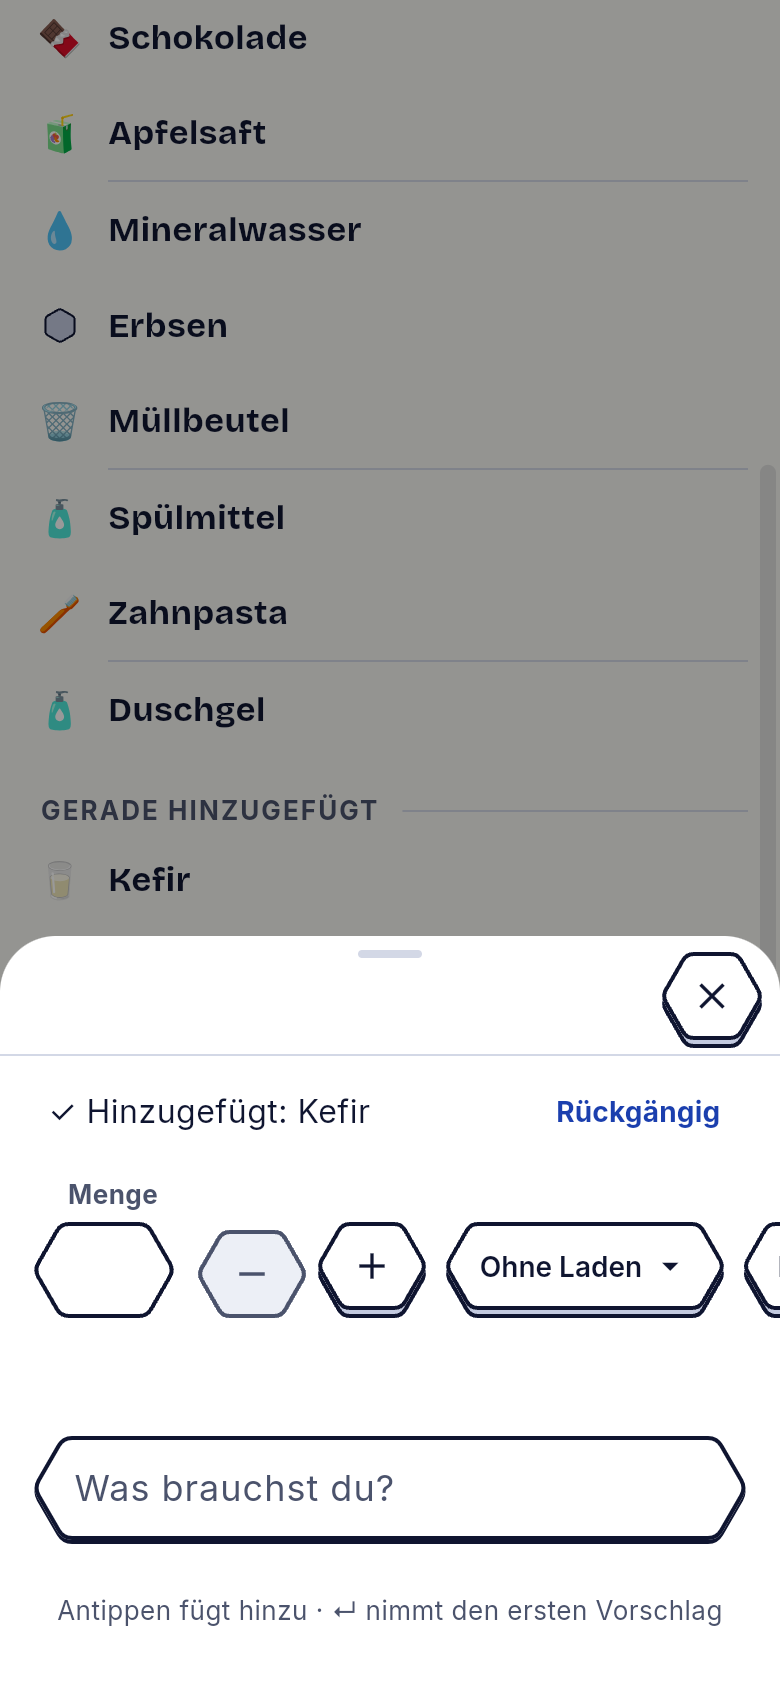 Schokolade
Apfelsaft
Mineralwasser
Erbsen
Müllbeutel
Spülmittel
Zahnpasta
Duschgel
GERADE HINZUGEFÜGT
Kefir
✓ Hinzugefügt: Kefir Rückgängig
Menge
− + Ohne Laden
Was brauchst du?
Antippen fügt hinzu · ↵ nimmt den ersten Vorschlag